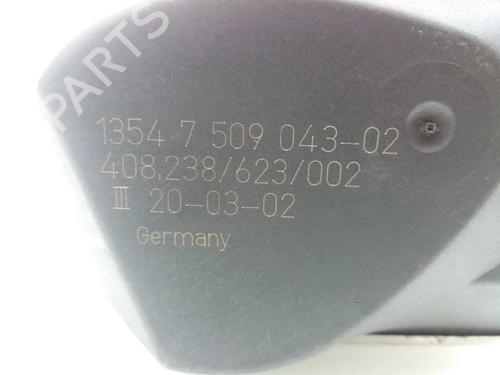 PARTS
1354 7 509 043-02
408.238/623/002
III 20-03-02
Germany